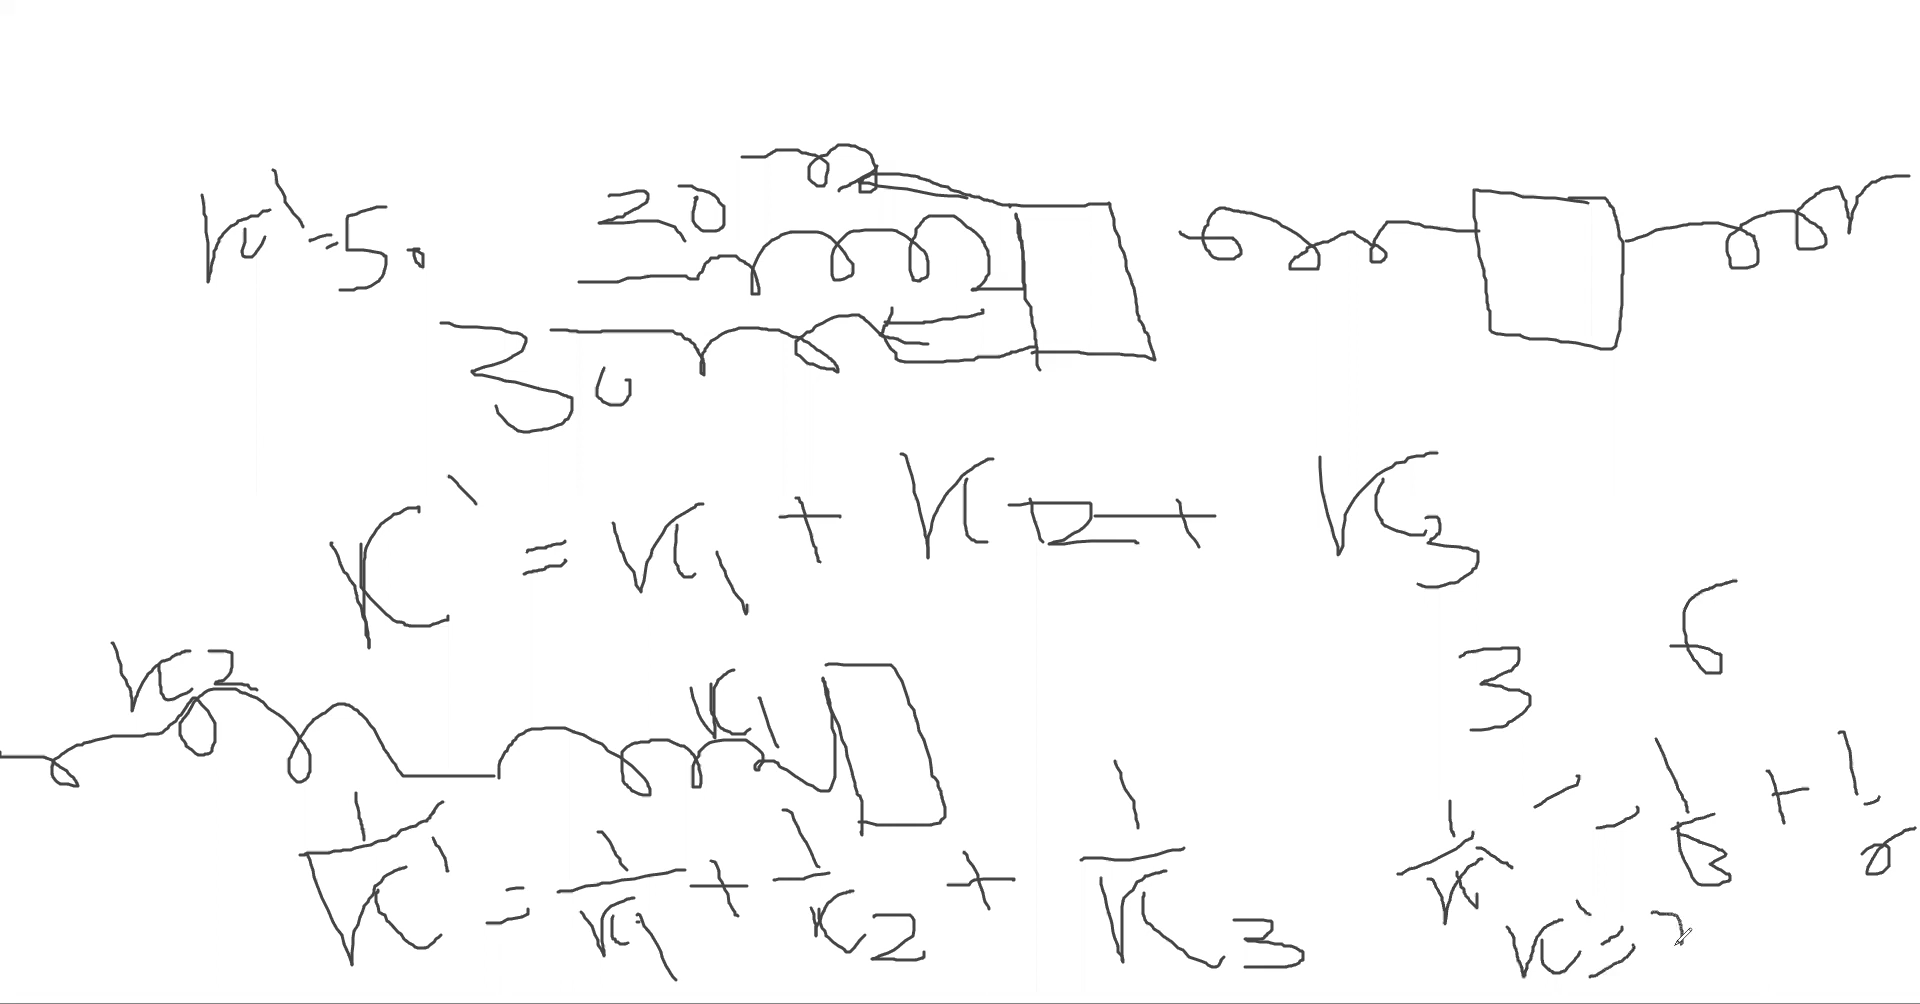 k' = 50
20
30
k' = k1 + k2 + k3
k2
k1
3 6
1/k' = 1/k1 + 1/k2 + 1/k3
1/k' = 1/3 + 1/6
k' = 2